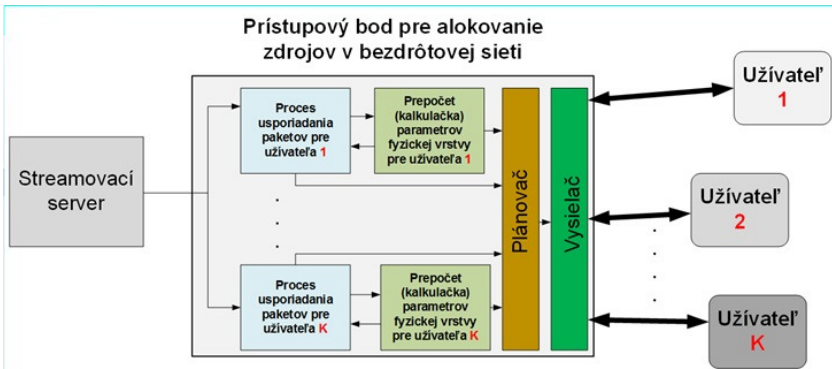 Prístupový bod pre alokovanie
zdrojov v bezdrôtovej sieti
Streamovací
server
Proces
usporiadania
paketov pre
užívateľa 1
Prepočet
(kalkulačka)
parametrov
fyzickej vrstvy
pre užívateľa 1
Proces
usporiadania
paketov pre
užívateľa K
Prepočet
(kalkulačka)
parametrov
fyzickej vrstvy
pre užívateľa K
Plánovač
Vysielač
Užívateľ
1
Užívateľ
2
Užívateľ
K